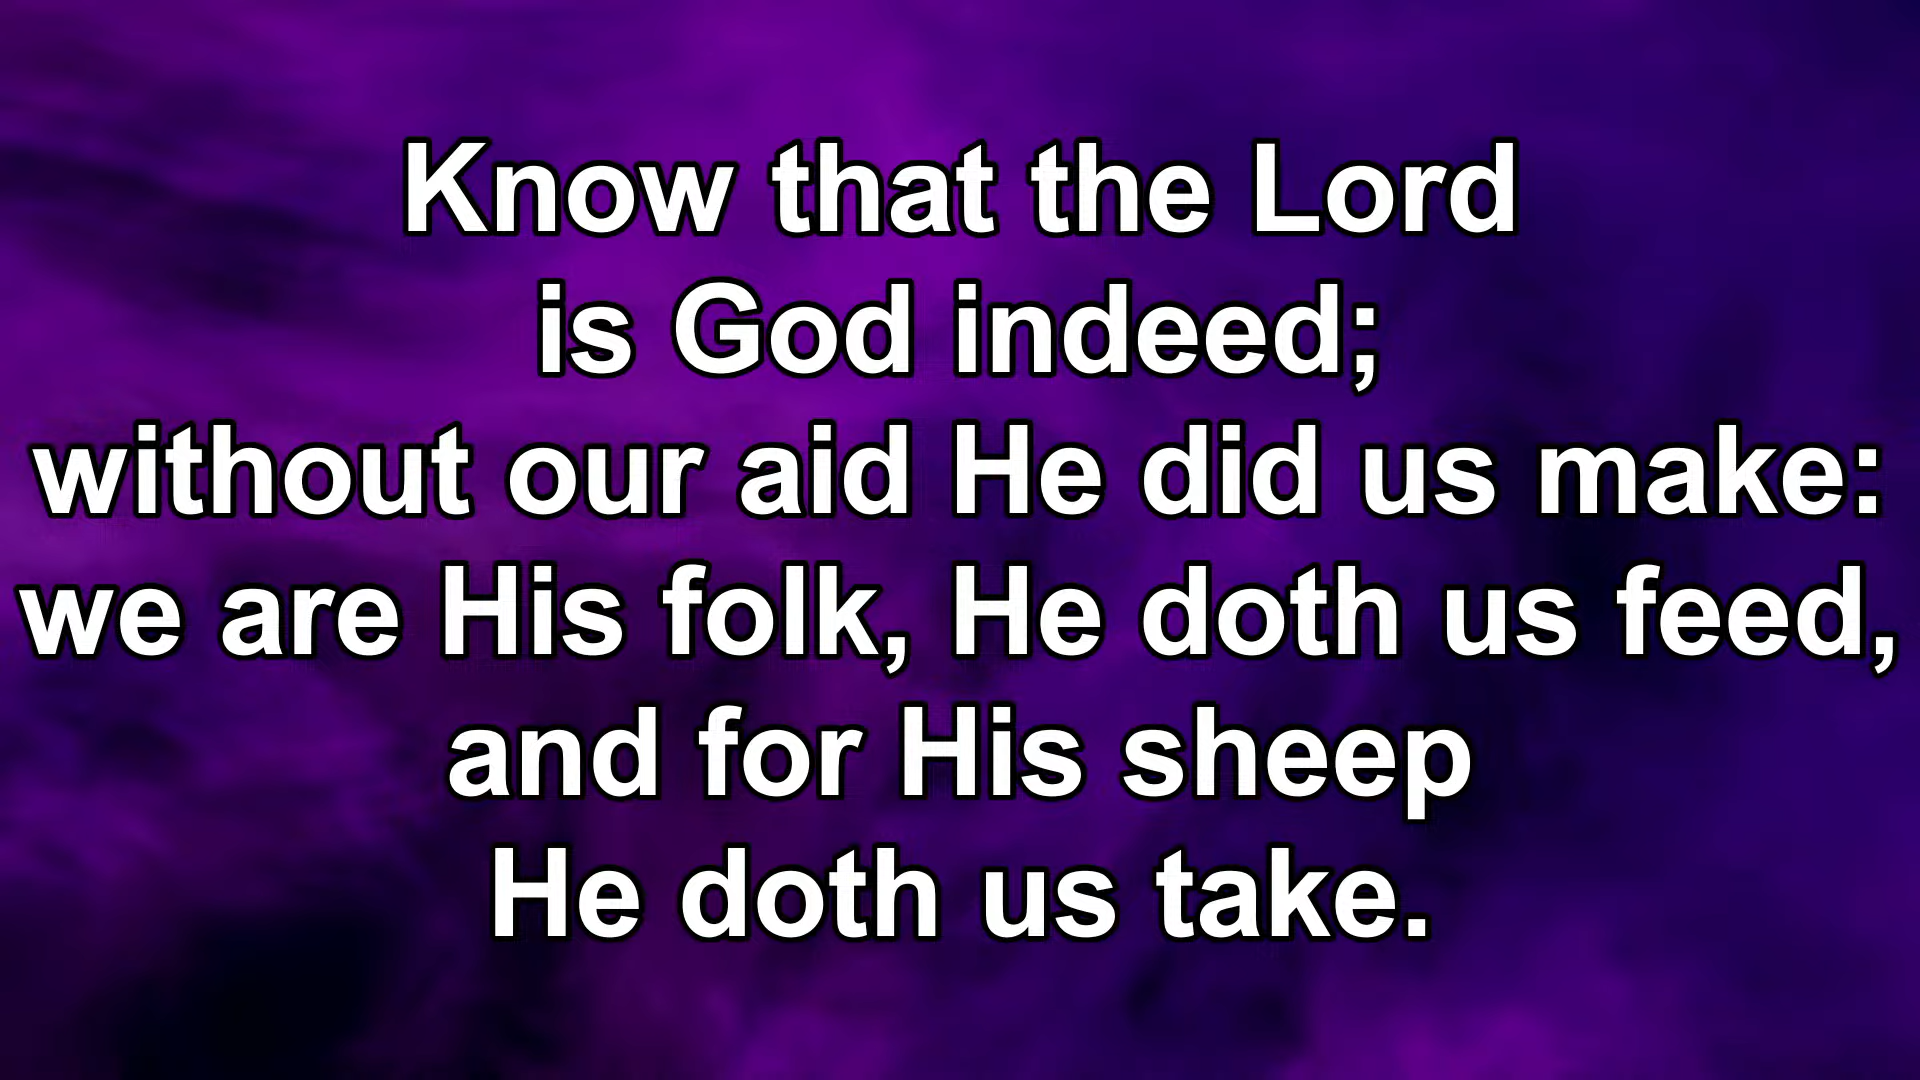 Know that the Lord
is God indeed;
without our aid He did us make:
we are His folk, He doth us feed,
and for His sheep
He doth us take.